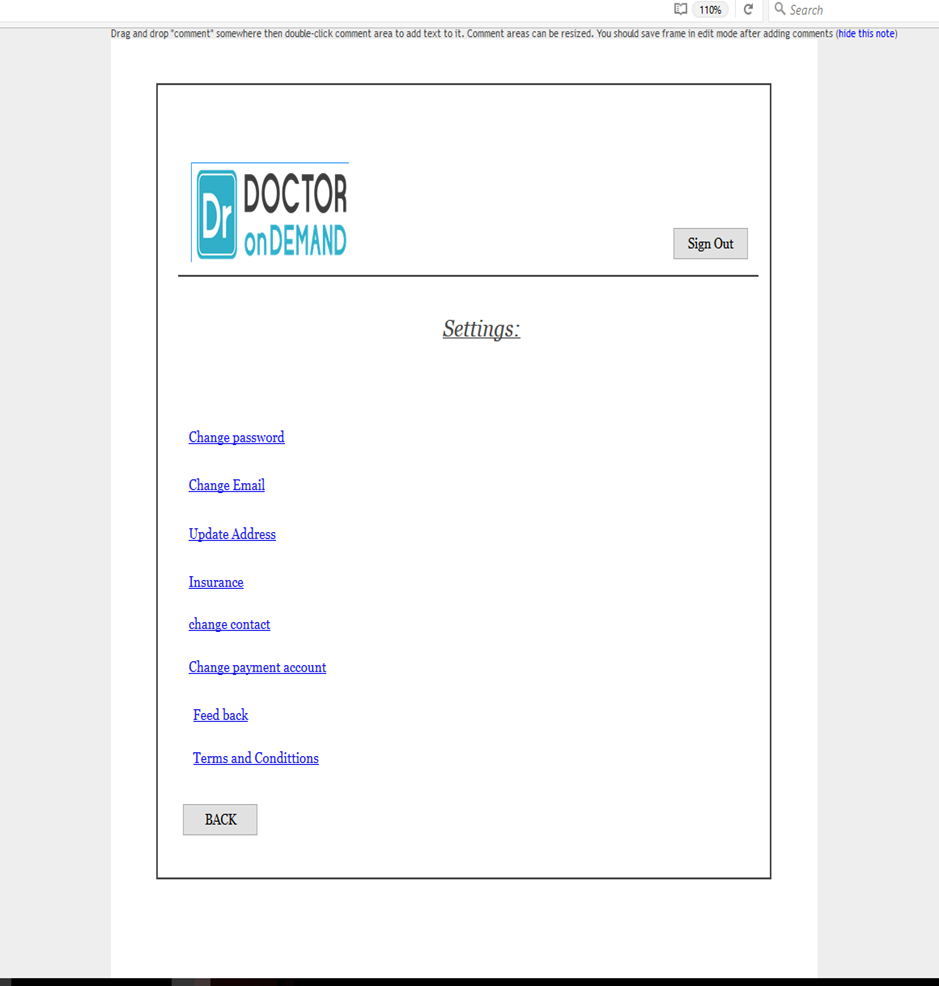 110%
Search
Drag and drop "comment" somewhere then double-click comment area to add text to it. Comment areas can be resized. You should save frame in edit mode after adding comments (hide this note)
Dr DOCTOR
on DEMAND
Sign Out
Settings:
Change password
Change Email
Update Address
Insurance
change contact
Change payment account
Feed back
Terms and Condittions
BACK